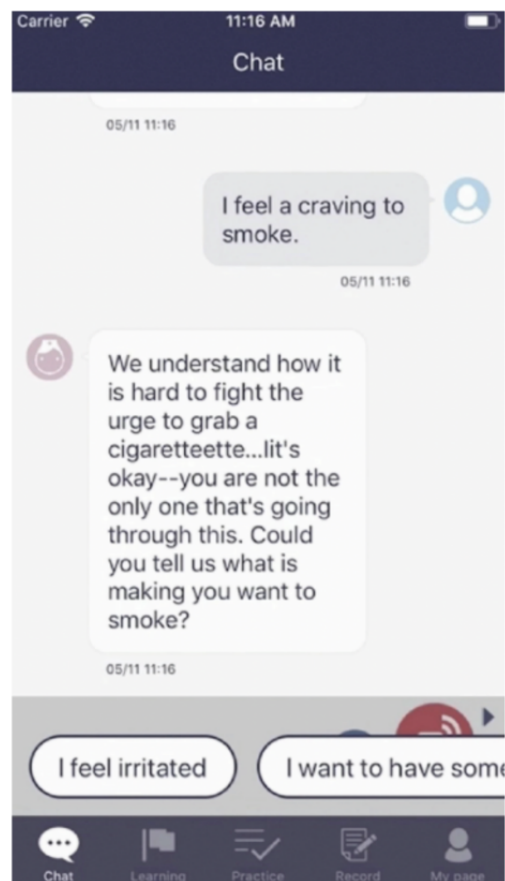 Carrier 11:16 AM
Chat
05/11 11:16
I feel a craving to
smoke.
05/11 11:16
We understand how it
is hard to fight the
urge to grab a
cigaretteette...lit's
okay--you are not the
only one that's going
through this. Could
you tell us what is
making you want to
smoke?
05/11 11:16
I feel irritated I want to have some
Chat Learning Practice Record My page